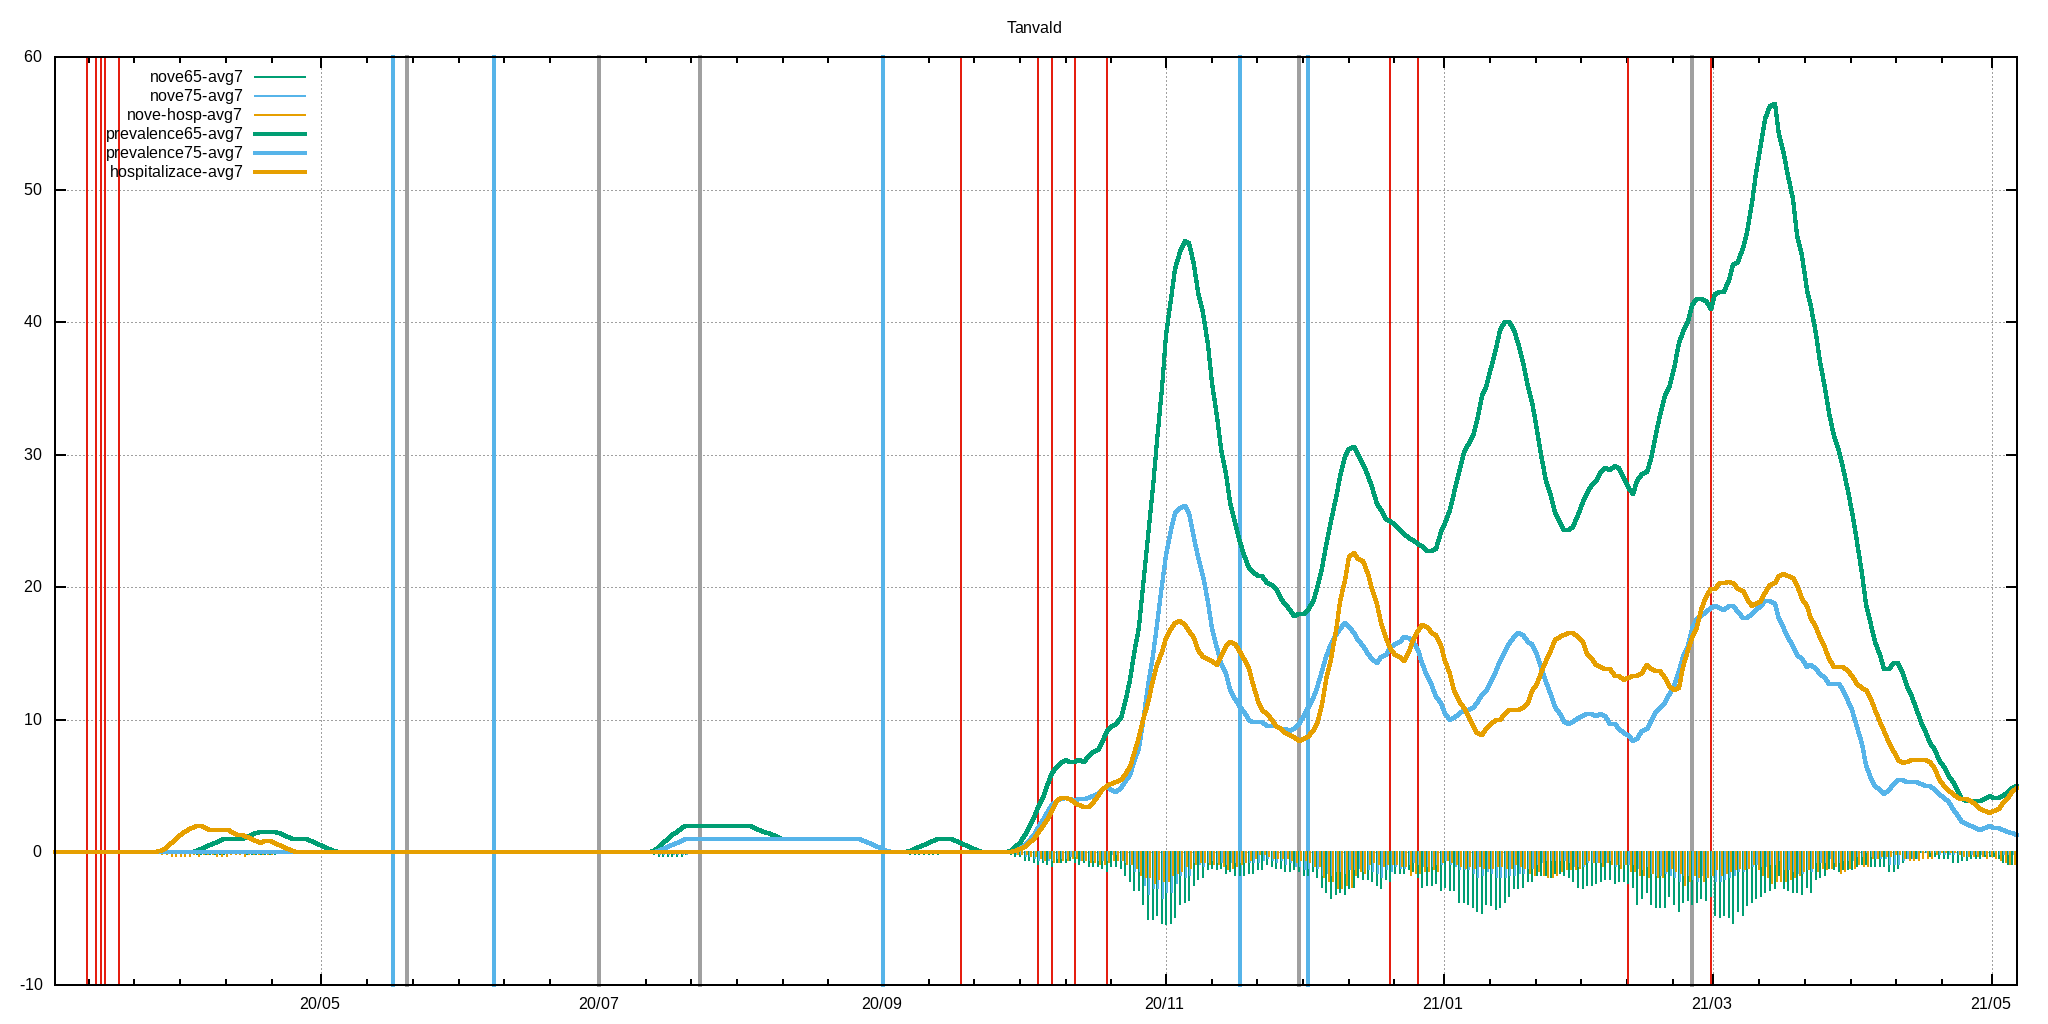 Tanvald
60
50
40
30
20
10
0
-10
nove65-avg7
nove75-avg7
nove-hosp-avg7
prevalence65-avg7
prevalence75-avg7
hospitalizace-avg7
20/05
20/07
20/09
20/11
21/01
21/03
21/05